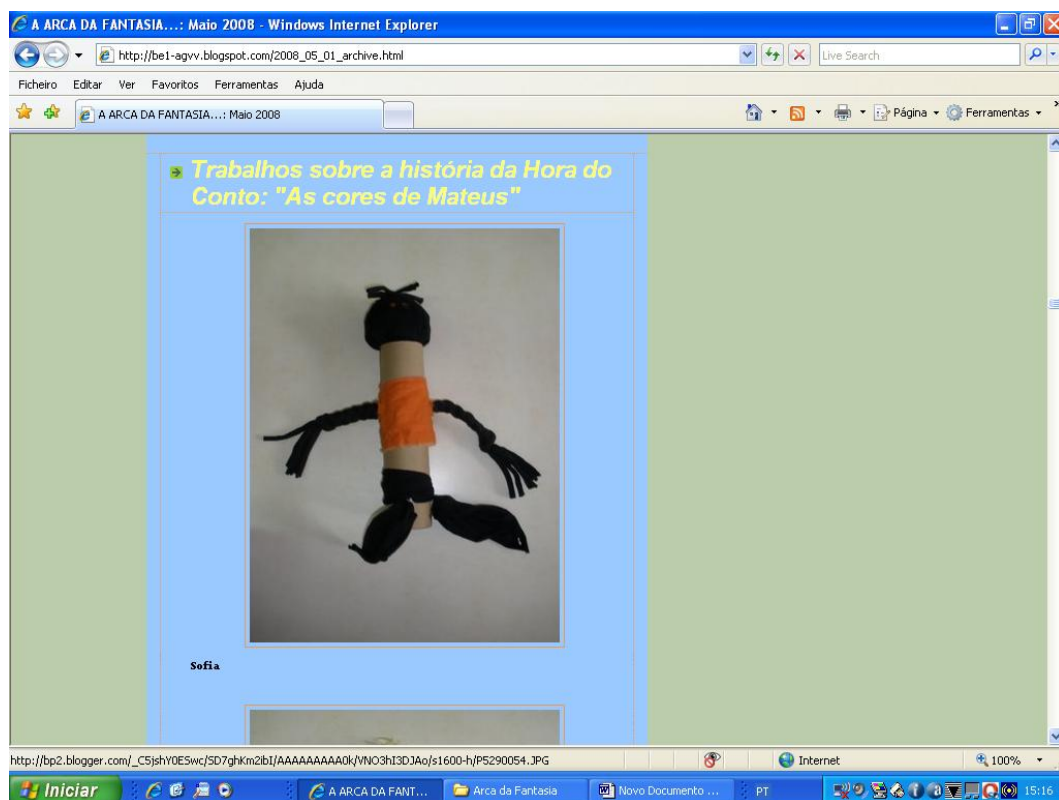 A ARCA DA FANTASIA...: Maio 2008 - Windows Internet Explorer
http://be1-agvv.blogspot.com/2008_05_01_archive.html
Live Search
Ficheiro Editar Ver Favoritos Ferramentas Ajuda
A ARCA DA FANTASIA...: Maio 2008
Página
Ferramentas
Trabalhos sobre a história da Hora do
Conto: "As cores de Mateus"
Sofia
http://bp2.blogger.com/_C5jshY0ESwc/SD7ghKm2ibI/AAAAAAAAA0k/VNO3hI3DJAo/s1600-h/P5290054.JPG
Internet
100%
Iniciar
A ARCA DA FANT...
Arca da Fantasia
Novo Documento ...
PT
15:16